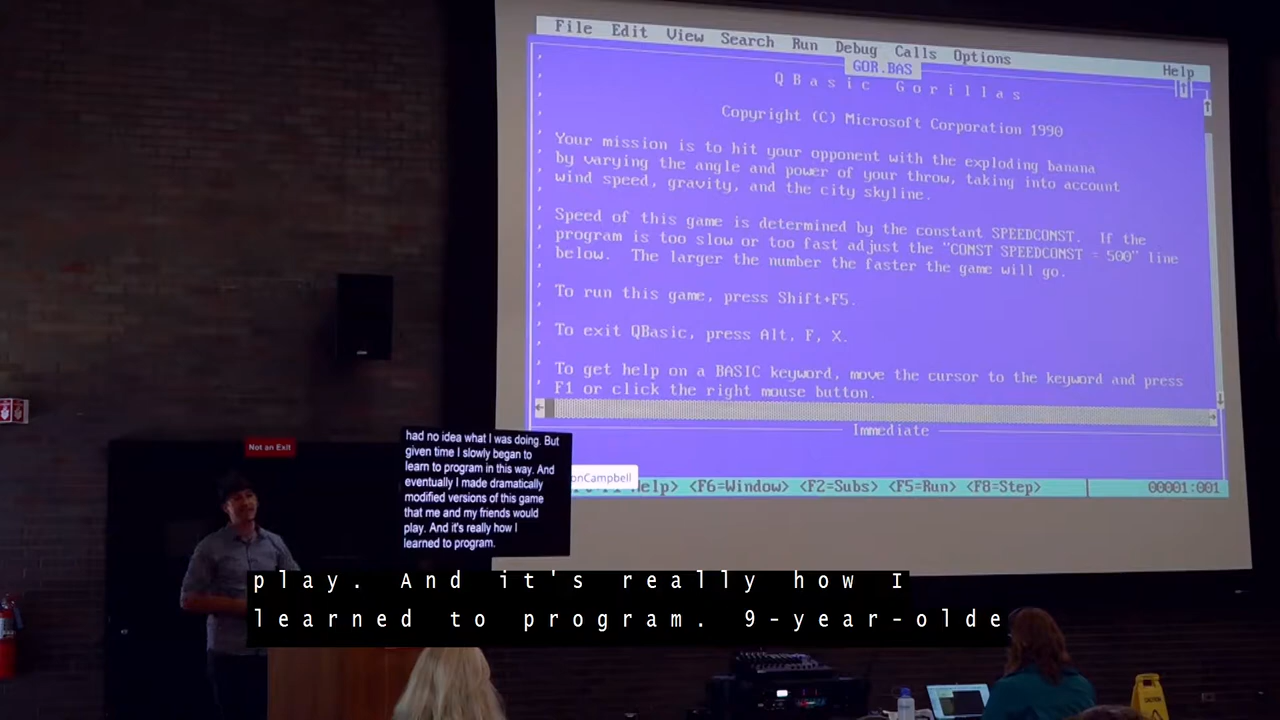 File Edit View Search Run Debug Calls Options Help
GOR.BAS
' Q B a s i c G o r i l l a s
'
' Copyright (C) Microsoft Corporation 1990
'
' Your mission is to hit your opponent with the exploding banana
' by varying the angle and power of your throw, taking into account
' wind speed, gravity, and the city skyline.
'
' Speed of this game is determined by the constant SPEEDCONST. If the
' program is too slow or too fast adjust the "CONST SPEEDCONST = 500" line
' below. The larger the number the faster the game will go.
'
' To run this game, press Shift+F5.
'
' To exit QBasic, press Alt, F, X.
'
' To get help on a BASIC keyword, move the cursor to the keyword and press
' F1 or click the right mouse button.
Immediate
onCampbell
<F6=Window> <F2=Subs> <F5=Run> <F8=Step> 00001:001
Not an Exit
had no idea what I was doing. But
given time I slowly began to
learn to program in this way. And
eventually I made dramatically
modified versions of this game
that me and my friends would
play. And it's really how I
learned to program.
play. And it's really how I
learned to program. 9-year-olde
CAUTION